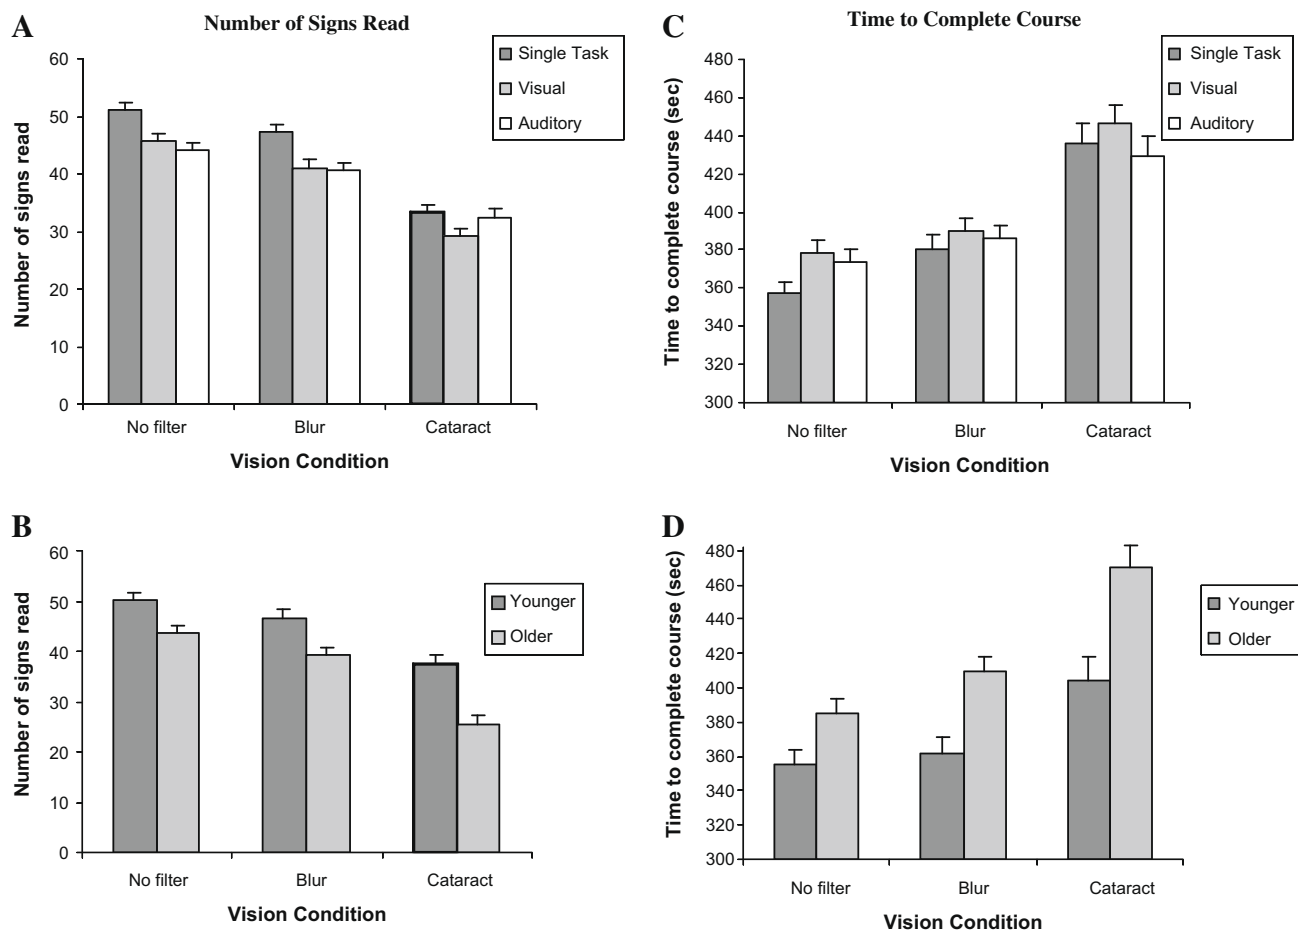 A
Number of Signs Read
60
50
40
30
20
10
0
Number of signs read
Single Task
Visual
Auditory
No filter
Blur
Cataract
Vision Condition
C
Time to Complete Course
480
460
440
420
400
380
360
340
320
300
Time to complete course (sec)
Single Task
Visual
Auditory
No filter
Blur
Cataract
Vision Condition
B
60
50
40
30
20
10
0
Number of signs read
Younger
Older
No filter
Blur
Cataract
Vision Condition
D
480
460
440
420
400
380
360
340
320
300
Time to complete course (sec)
Younger
Older
No filter
Blur
Cataract
Vision Condition